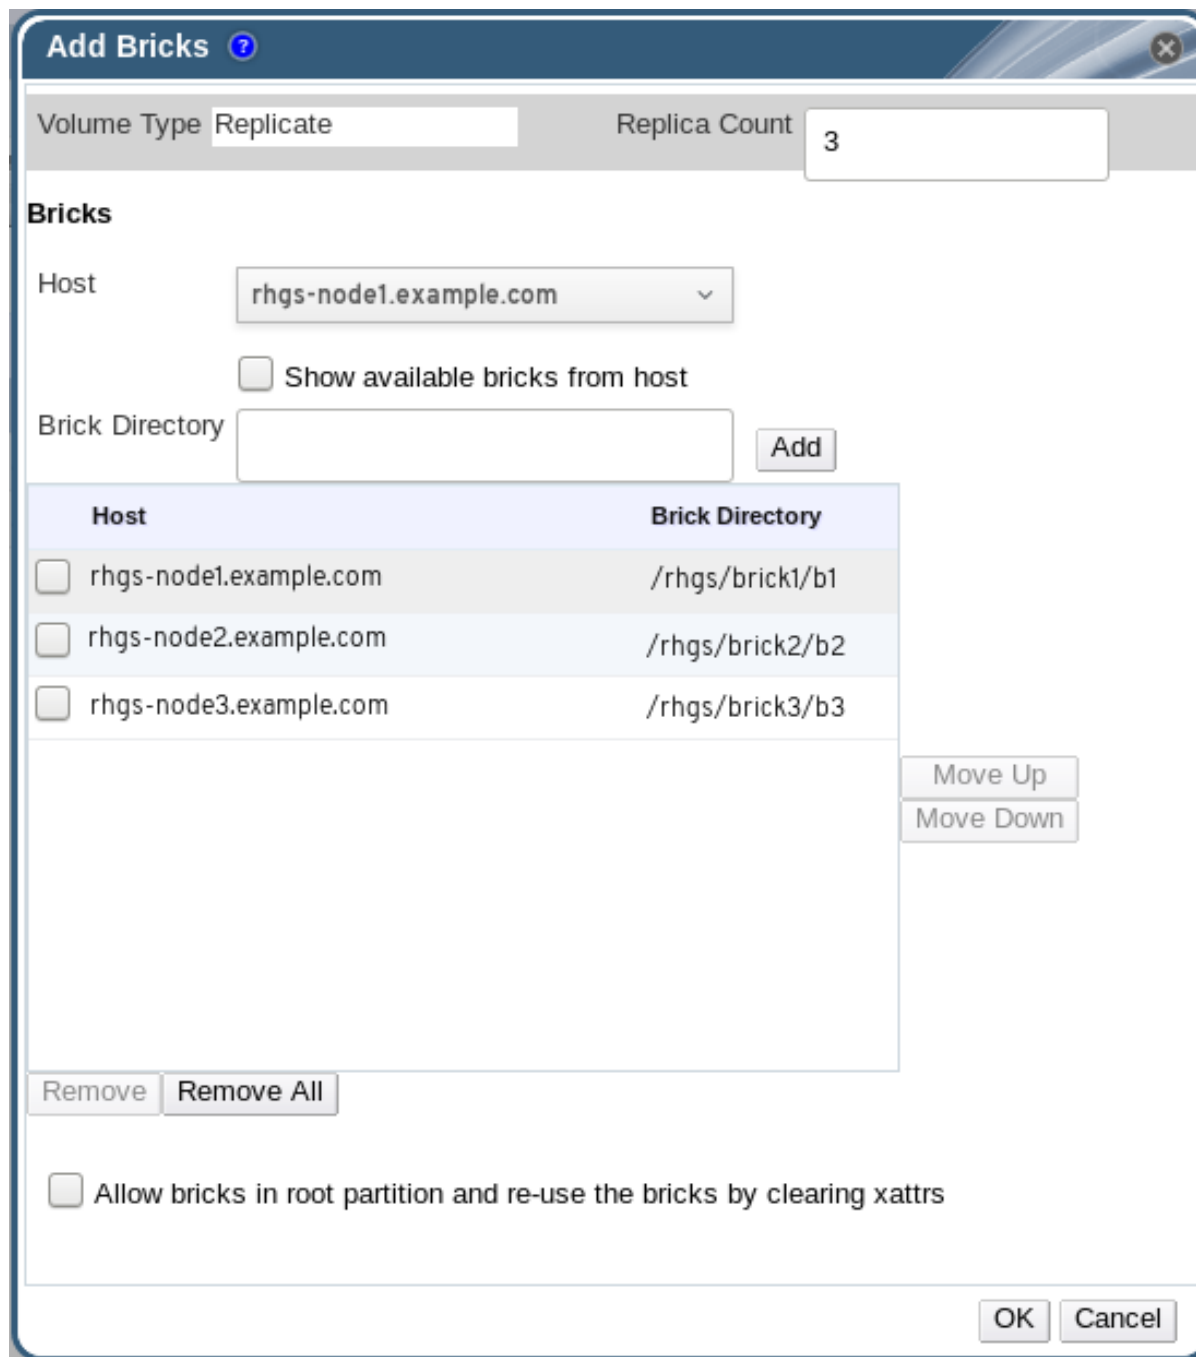 Add Bricks ?
Volume Type Replicate Replica Count 3
Bricks
Host rhgs-node1.example.com
Show available bricks from host
Brick Directory Add
Host Brick Directory
rhgs-node1.example.com /rhgs/brick1/b1
rhgs-node2.example.com /rhgs/brick2/b2
rhgs-node3.example.com /rhgs/brick3/b3
Move Up
Move Down
Remove Remove All
Allow bricks in root partition and re-use the bricks by clearing xattrs
OK Cancel